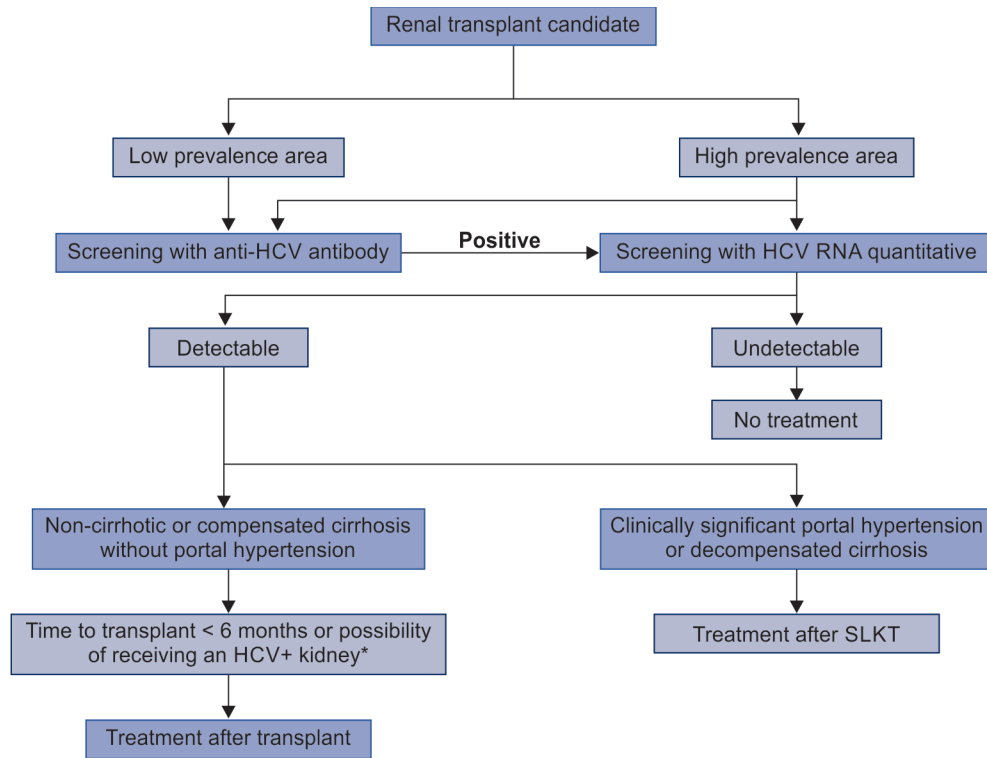 Renal transplant candidate
Low prevalence area
High prevalence area
Screening with anti-HCV antibody
Positive
Screening with HCV RNA quantitative
Detectable
Undetectable
No treatment
Non-cirrhotic or compensated cirrhosis
without portal hypertension
Clinically significant portal hypertension
or decompensated cirrhosis
Time to transplant < 6 months or possibility
of receiving an HCV+ kidney*
Treatment after SLKT
Treatment after transplant